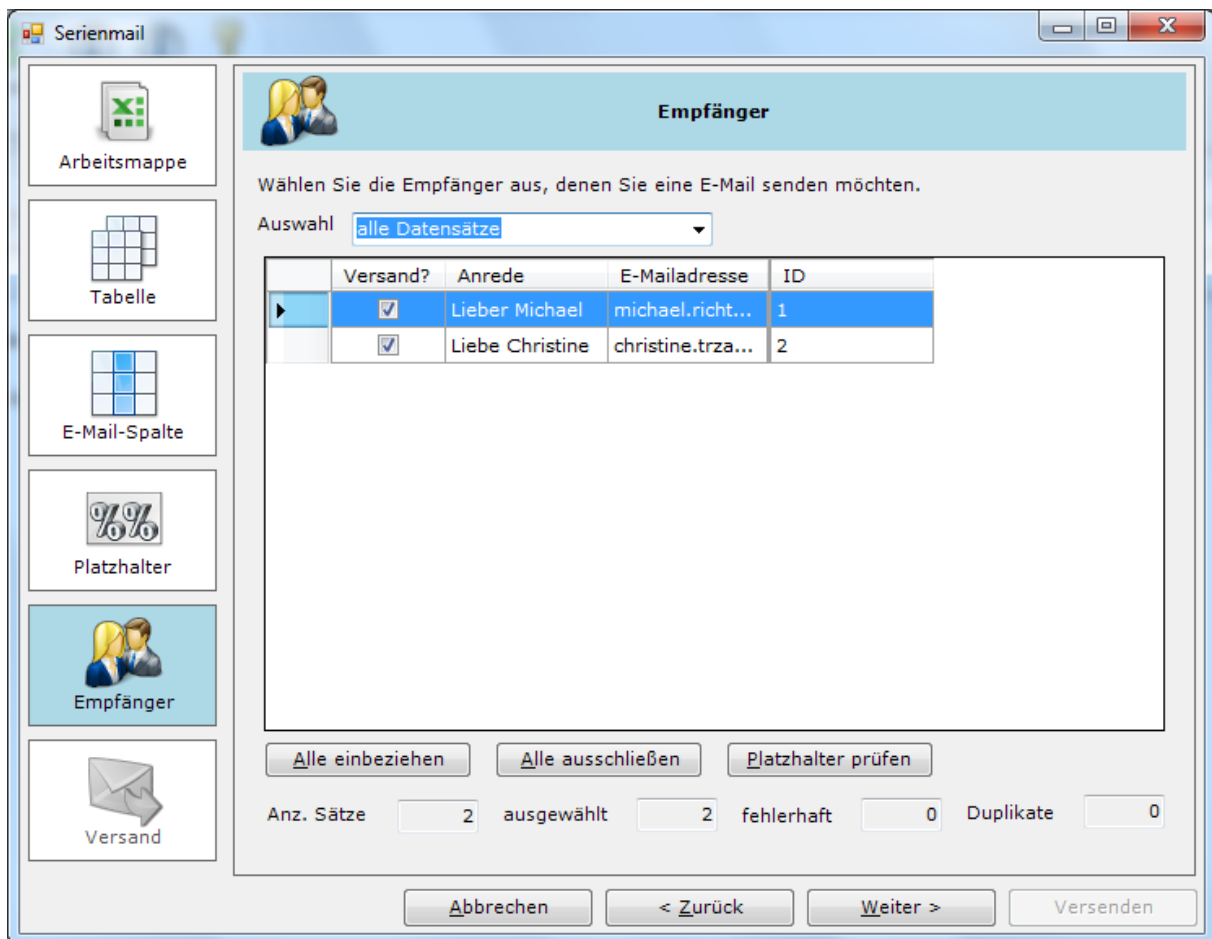 Serienmail
Arbeitsmappe
Tabelle
E-Mail-Spalte
%%
Platzhalter
Empfänger
Versand
Empfänger
Wählen Sie die Empfänger aus, denen Sie eine E-Mail senden möchten.
Auswahl alle Datensätze
Versand? Anrede E-Mailadresse ID
Lieber Michael michael.richt... 1
Liebe Christine christine.trza... 2
Alle einbeziehen Alle ausschließen Platzhalter prüfen
Anz. Sätze 2 ausgewählt 2 fehlerhaft 0 Duplikate 0
Abbrechen < Zurück Weiter > Versenden